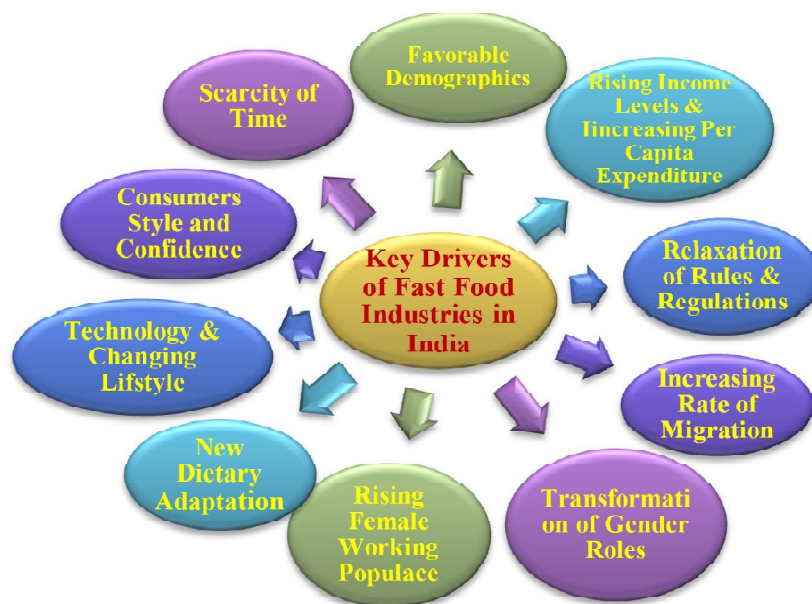 Favorable
Demographics
Rising Income
Levels &
Iincreasing Per
Capita
Expenditure
Relaxation
of Rules &
Regulations
Increasing
Rate of
Migration
Transformati
on of Gender
Roles
Rising
Female
Working
Populace
New
Dictary
Adaptation
Technology &
Changing
Lifstyle
Consumers
Style and
Confidence
Scarcity of
Time
Key Drivers
of Fast Food
Industries in
India